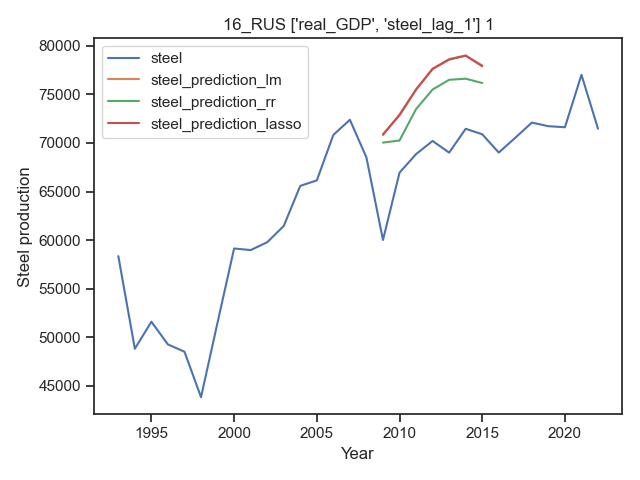 16_RUS ['real_GDP', 'steel_lag_1'] 1
steel
steel_prediction_lm
steel_prediction_rr
steel_prediction_lasso
Steel production
80000
75000
70000
65000
60000
55000
50000
45000
1995
2000
2005
2010
2015
2020
Year